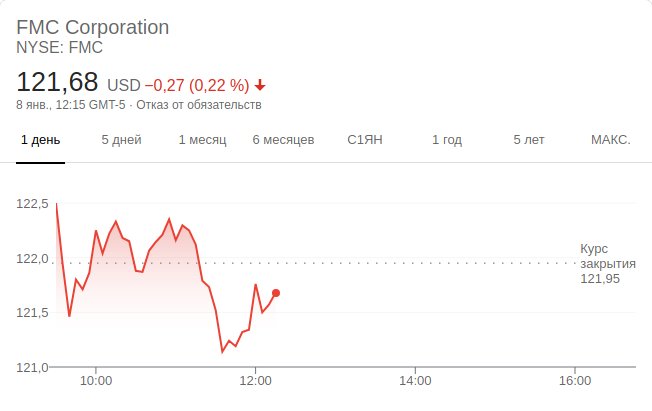 FMC Corporation
NYSE: FMC
121,68 USD −0,27 (0,22 %)
8 янв., 12:15 GMT-5 · Отказ от обязательств
1 день 5 дней 1 месяц 6 месяцев С1ЯН 1 год 5 лет МАКС.
122,5
122,0
121,5
121,0
Курс
закрытия
121,95
10:00 12:00 14:00 16:00